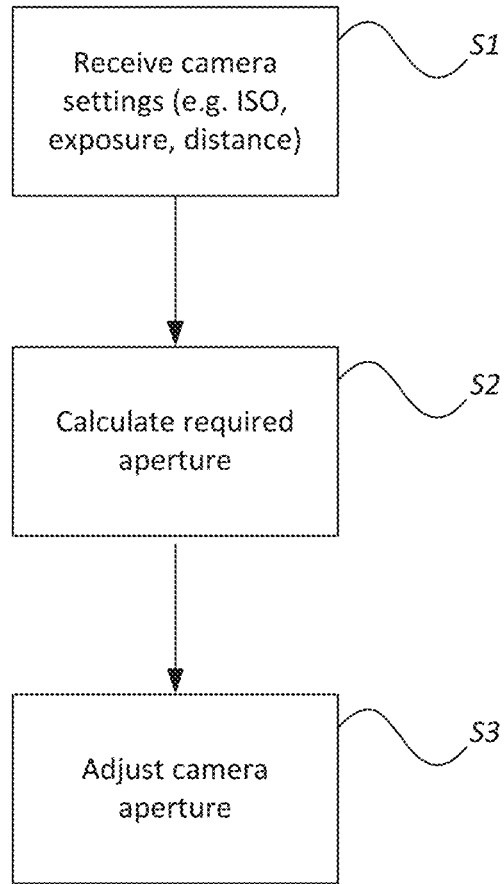 Receive camera
settings (e.g. ISO,
exposure, distance)
S1
Calculate required
aperture
S2
Adjust camera
aperture
S3